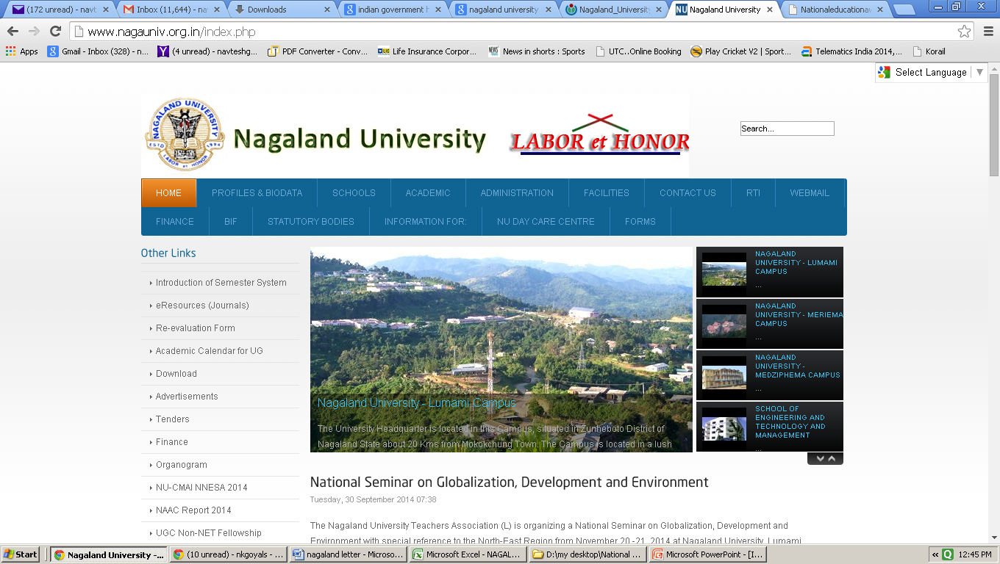 (172 unread) - navt
Inbox (11,644) - na
Downloads
indian government h
nagaland university
Nagaland_University
Nagaland University
Nationaleducationaw
www.nagauniv.org.in/index.php
Apps
Gmail - Inbox (328) - n...
(4 unread) - navteshg...
PDF Converter - Conv...
Life Insurance Corpor...
News in shorts : Sports
UTC..Online Booking
Play Cricket V2 | Sport...
Telematics India 2014,...
Korail
Select Language
NAGALAND UNIVERSITY
ESTD 1994
LABOR et HONOR
Nagaland University
LABOR et HONOR
Search...
HOME PROFILES & BIODATA SCHOOLS ACADEMIC ADMINISTRATION FACILITIES CONTACT US RTI WEBMAIL
FINANCE BIF STATUTORY BODIES INFORMATION FOR: NU DAY CARE CENTRE FORMS
Other Links
Introduction of Semester System
eResources (Journals)
Re-evaluation Form
Academic Calendar for UG
Download
Advertisements
Tenders
Finance
Organogram
NU-CMAI NNESA 2014
NAAC Report 2014
UGC Non-NET Fellowship
Nagaland University - Lumami Campus
The University Headquarter is located in this Campus, situated in Zunheboto District of
Nagaland State about 20 Kms from Mokokchung Town. The Campus is located in a lush
NAGALAND
UNIVERSITY - LUMAMI
CAMPUS
...
NAGALAND
UNIVERSITY - MERIEMA
CAMPUS
...
NAGALAND
UNIVERSITY -
MEDZIPHEMA CAMPUS
...
SCHOOL OF
ENGINEERING AND
TECHNOLOGY AND
MANAGEMENT
...
National Seminar on Globalization, Development and Environment
Tuesday, 30 September 2014 07:38
The Nagaland University Teachers Association (L) is organizing a National Seminar on Globalization, Development and
Environment with special reference to the North-East Region from November 20 -21, 2014 at Nagaland University, Lumami
Start
Nagaland University -...
(10 unread) - nkgoyals - ...
nagaland letter - Microso...
Microsoft Excel - NAGAL...
D:\my desktop\National ...
Microsoft PowerPoint - [I...
12:45 PM